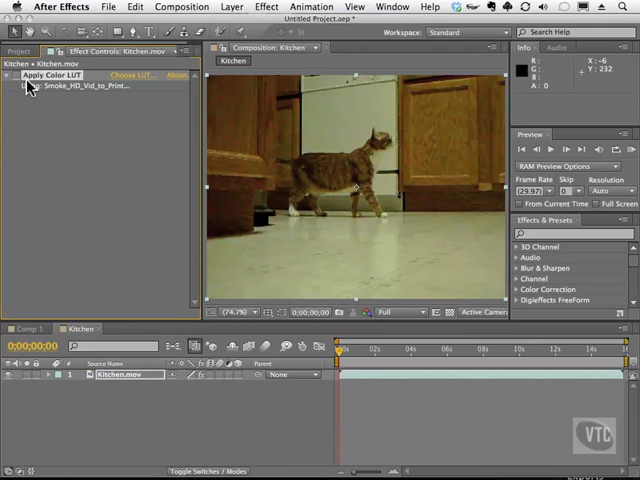 After Effects File Edit Composition Layer Effect Animation View Window Help
Untitled Project.aep *
Workspace: Standard Search Help
Project Effect Controls: Kitchen.mov
Composition: Kitchen
Info Audio
Kitchen • Kitchen.mov
Kitchen
Apply Color LUT Choose LUT... About
Smoke_HD_Vid_to_Print...
R:
G:
B:
A: 0
X: -6
Y: 232
Preview
RAM Preview Options
Frame Rate Skip Resolution
(29.97) 0 Auto
From Current Time Full Screen
Effects & Presets
3D Channel
Audio
Blur & Sharpen
Channel
Color Correction
Digieffects FreeForm
(74.7%) 0;00;00;00 Full Active Camera
Comp 1 Kitchen
0;00;00;00
00s 02s 04s 06s 08s 10s 12s 14s 16
# Source Name Parent
1 Kitchen.mov None
VTC
Toggle Switches / Modes